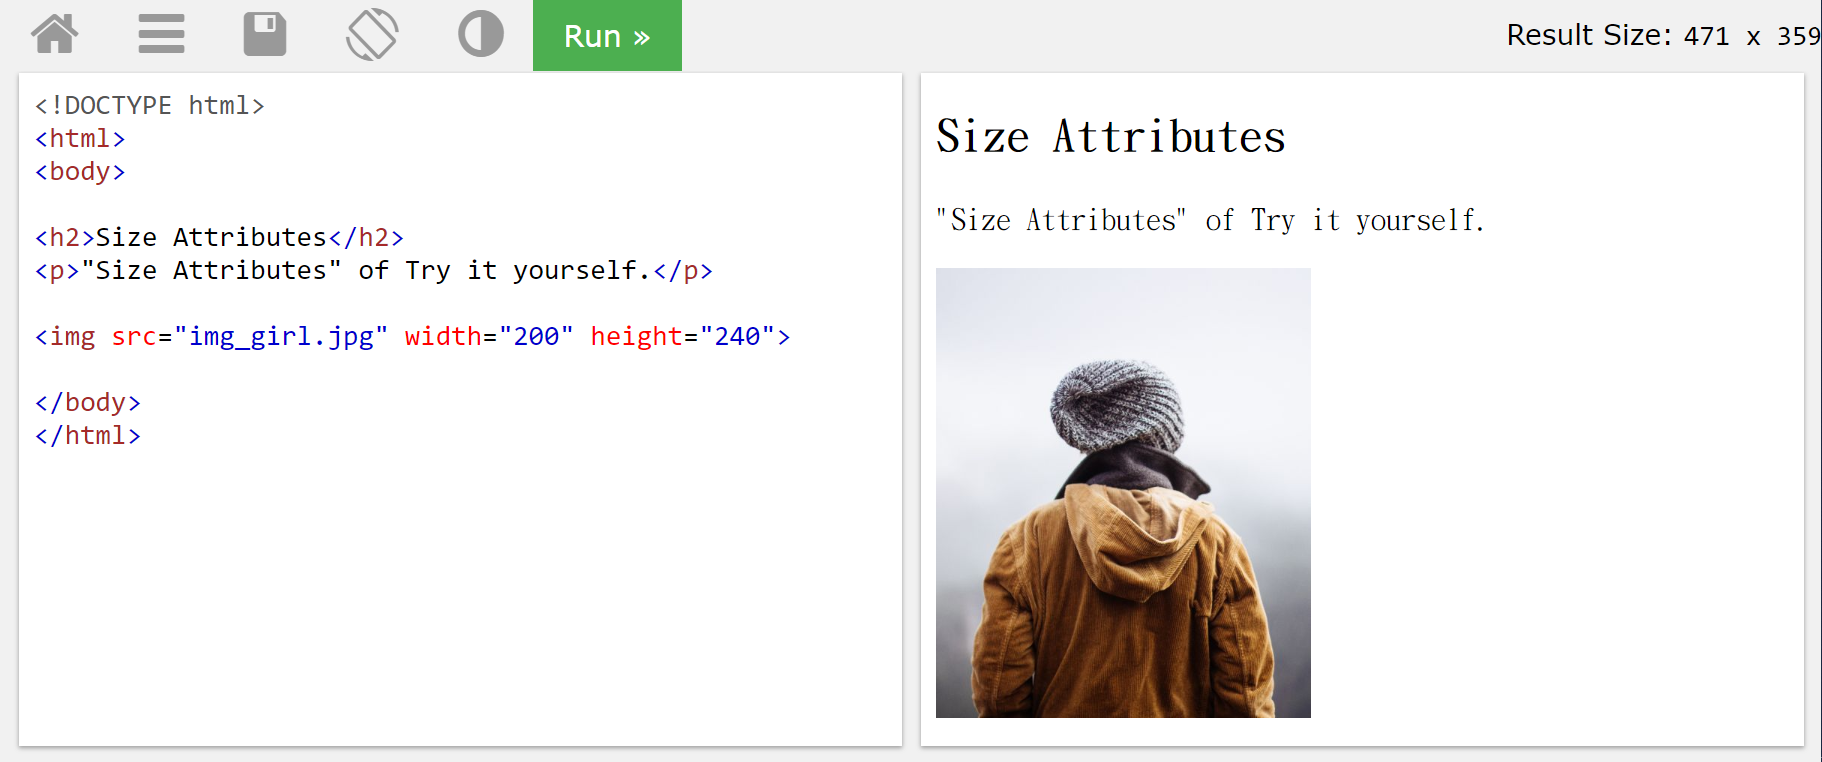 Run »
Result Size: 471 x 359
<!DOCTYPE html>
<html>
<body>
<h2>Size Attributes</h2>
<p>"Size Attributes" of Try it yourself.</p>
<img src="img_girl.jpg" width="200" height="240">
</body>
</html>
Size Attributes
"Size Attributes" of Try it yourself.